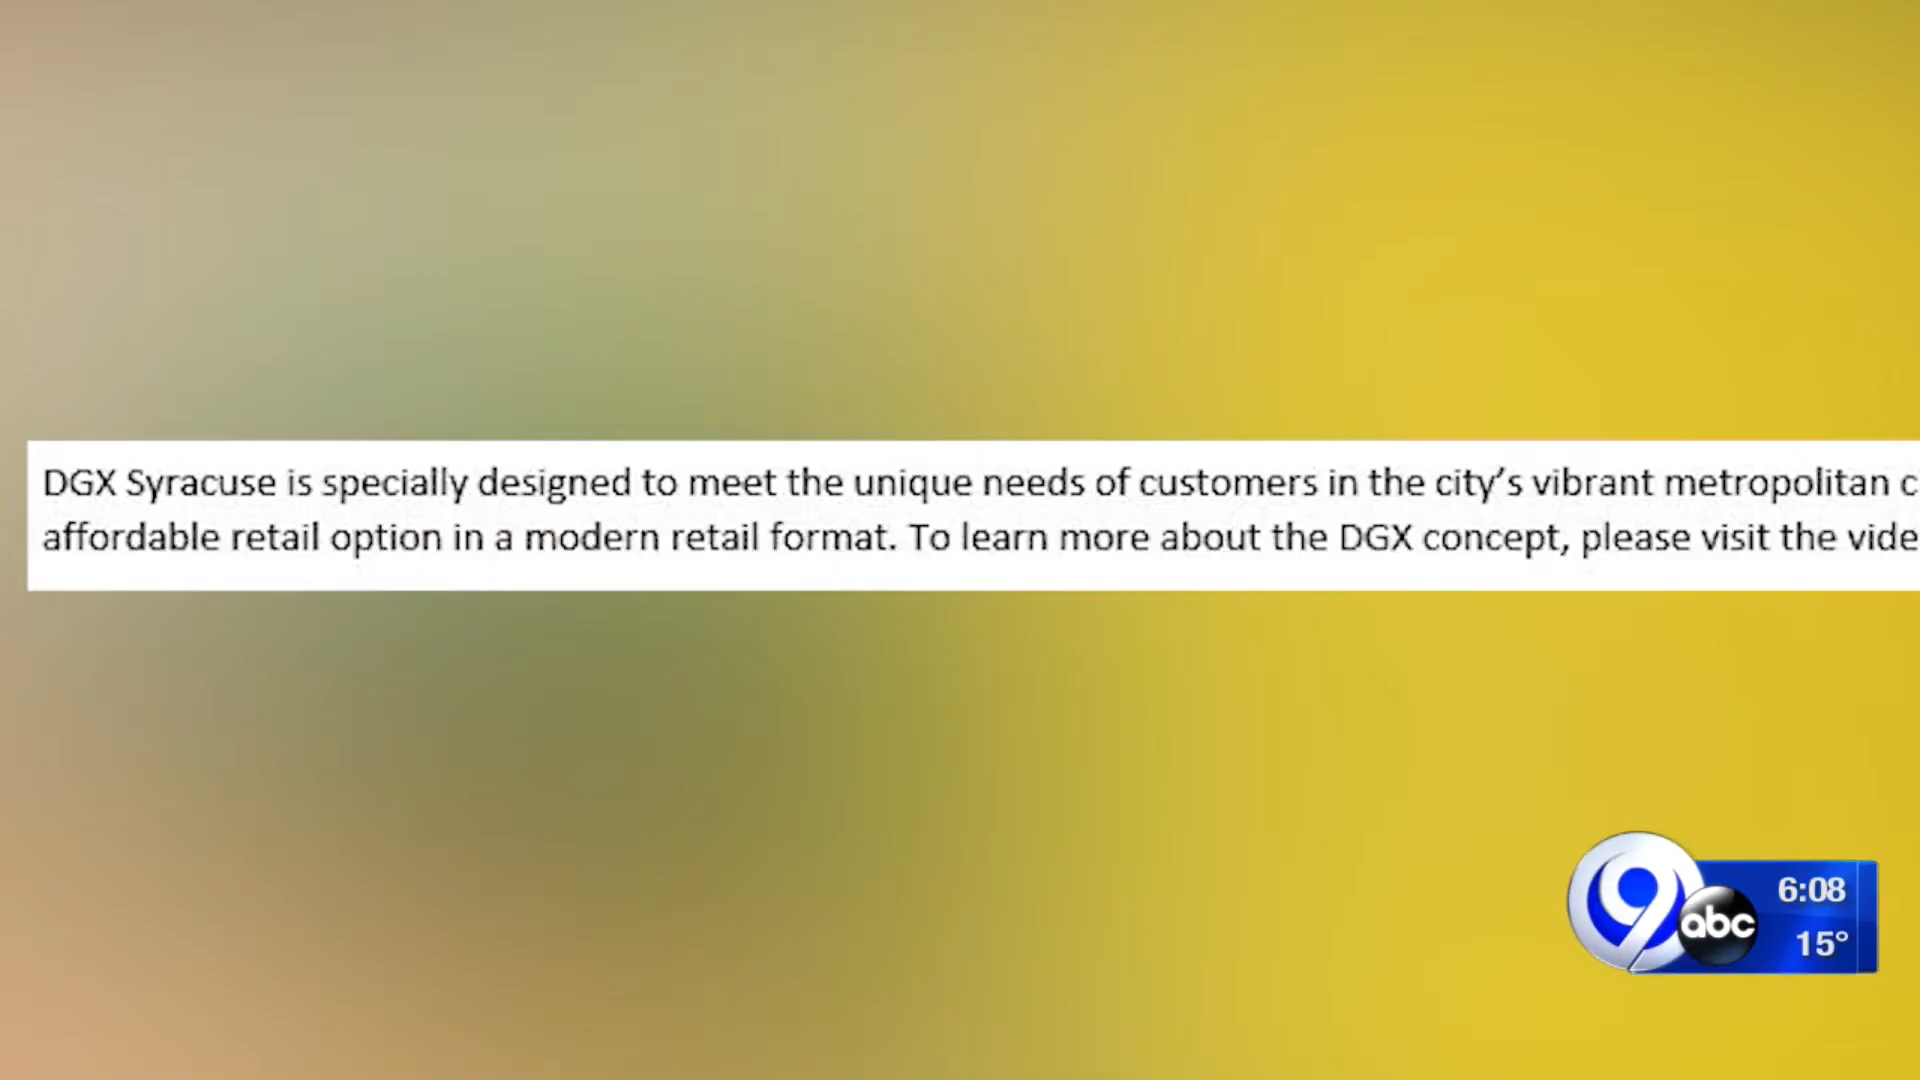 DGX Syracuse is specially designed to meet the unique needs of customers in the city’s vibrant metropolitan c
affordable retail option in a modern retail format. To learn more about the DGX concept, please visit the vide
9 abc
6:08
15°